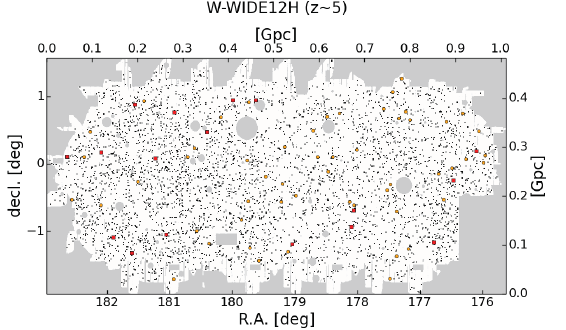 W-WIDE12H (z~5)
[Gpc]
0.0 0.1 0.2 0.3 0.4 0.5 0.6 0.7 0.8 0.9 1.0
1
0
−1
decl. [deg]
0.4
0.3
0.2
0.1
0.0
[Gpc]
182 181 180 179 178 177 176
R.A. [deg]